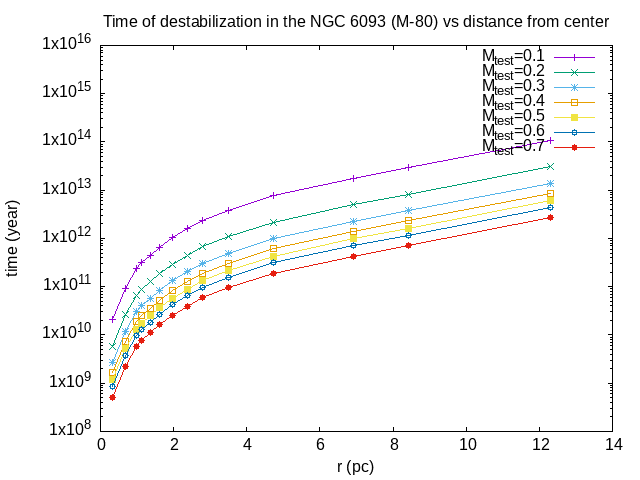 Time of destabilization in the NGC 6093 (M-80) vs distance from center
1x10^16
1x10^15
1x10^14
1x10^13
1x10^12
1x10^11
1x10^10
1x10^9
1x10^8
time (year)
M_test=0.1
M_test=0.2
M_test=0.3
M_test=0.4
M_test=0.5
M_test=0.6
M_test=0.7
0 2 4 6 8 10 12 14
r (pc)